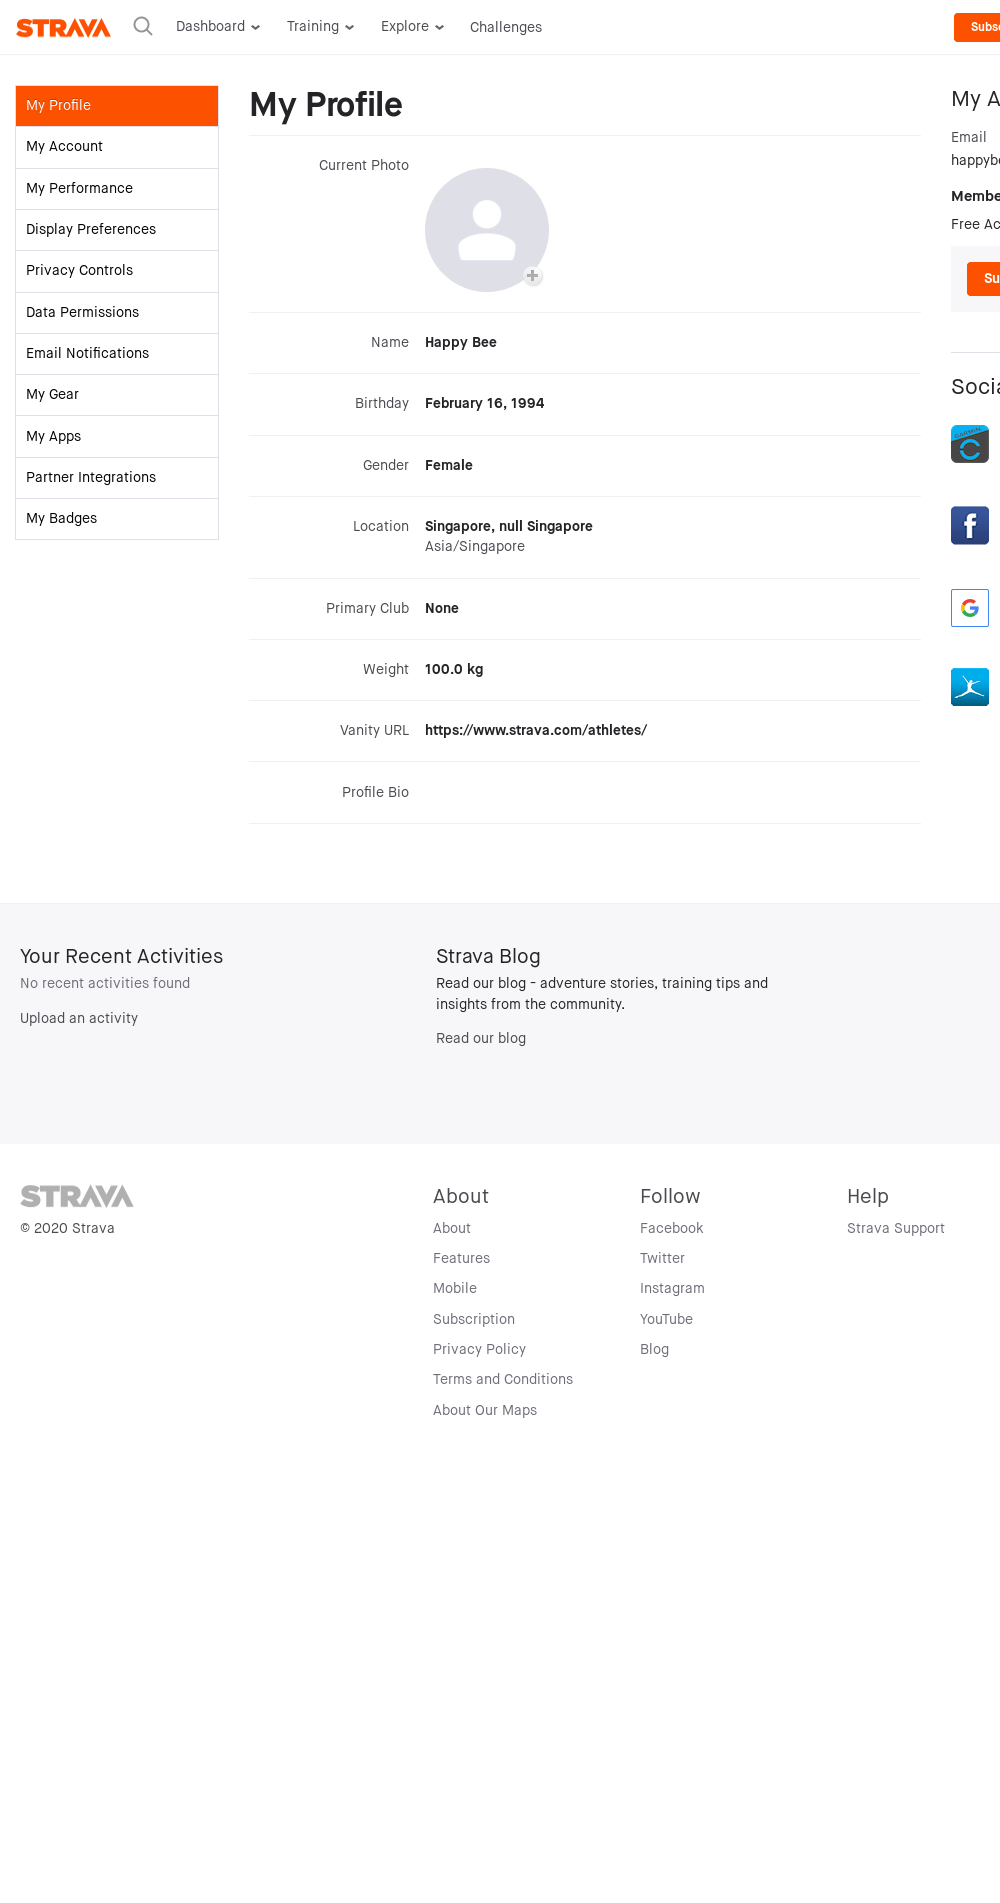 STRAVA
Dashboard
Training
Explore
Challenges
My Profile
My Account
My Performance
Display Preferences
Privacy Controls
Data Permissions
Email Notifications
My Gear
My Apps
Partner Integrations
My Badges
My Profile
Current Photo
Name Happy Bee
Birthday February 16, 1994
Gender Female
Location Singapore, null Singapore
Asia/Singapore
Primary Club None
Weight 100.0 kg
Vanity URL https://www.strava.com/athletes/
Profile Bio
My
Email
Free
GARMIN
Your Recent Activities
No recent activities found
Upload an activity
Strava Blog
Read our blog - adventure stories, training tips and
insights from the community.
Read our blog
STRAVA
© 2020 Strava
About
About
Features
Mobile
Subscription
Privacy Policy
Terms and Conditions
About Our Maps
Follow
Facebook
Twitter
Instagram
YouTube
Blog
Help
Strava Support